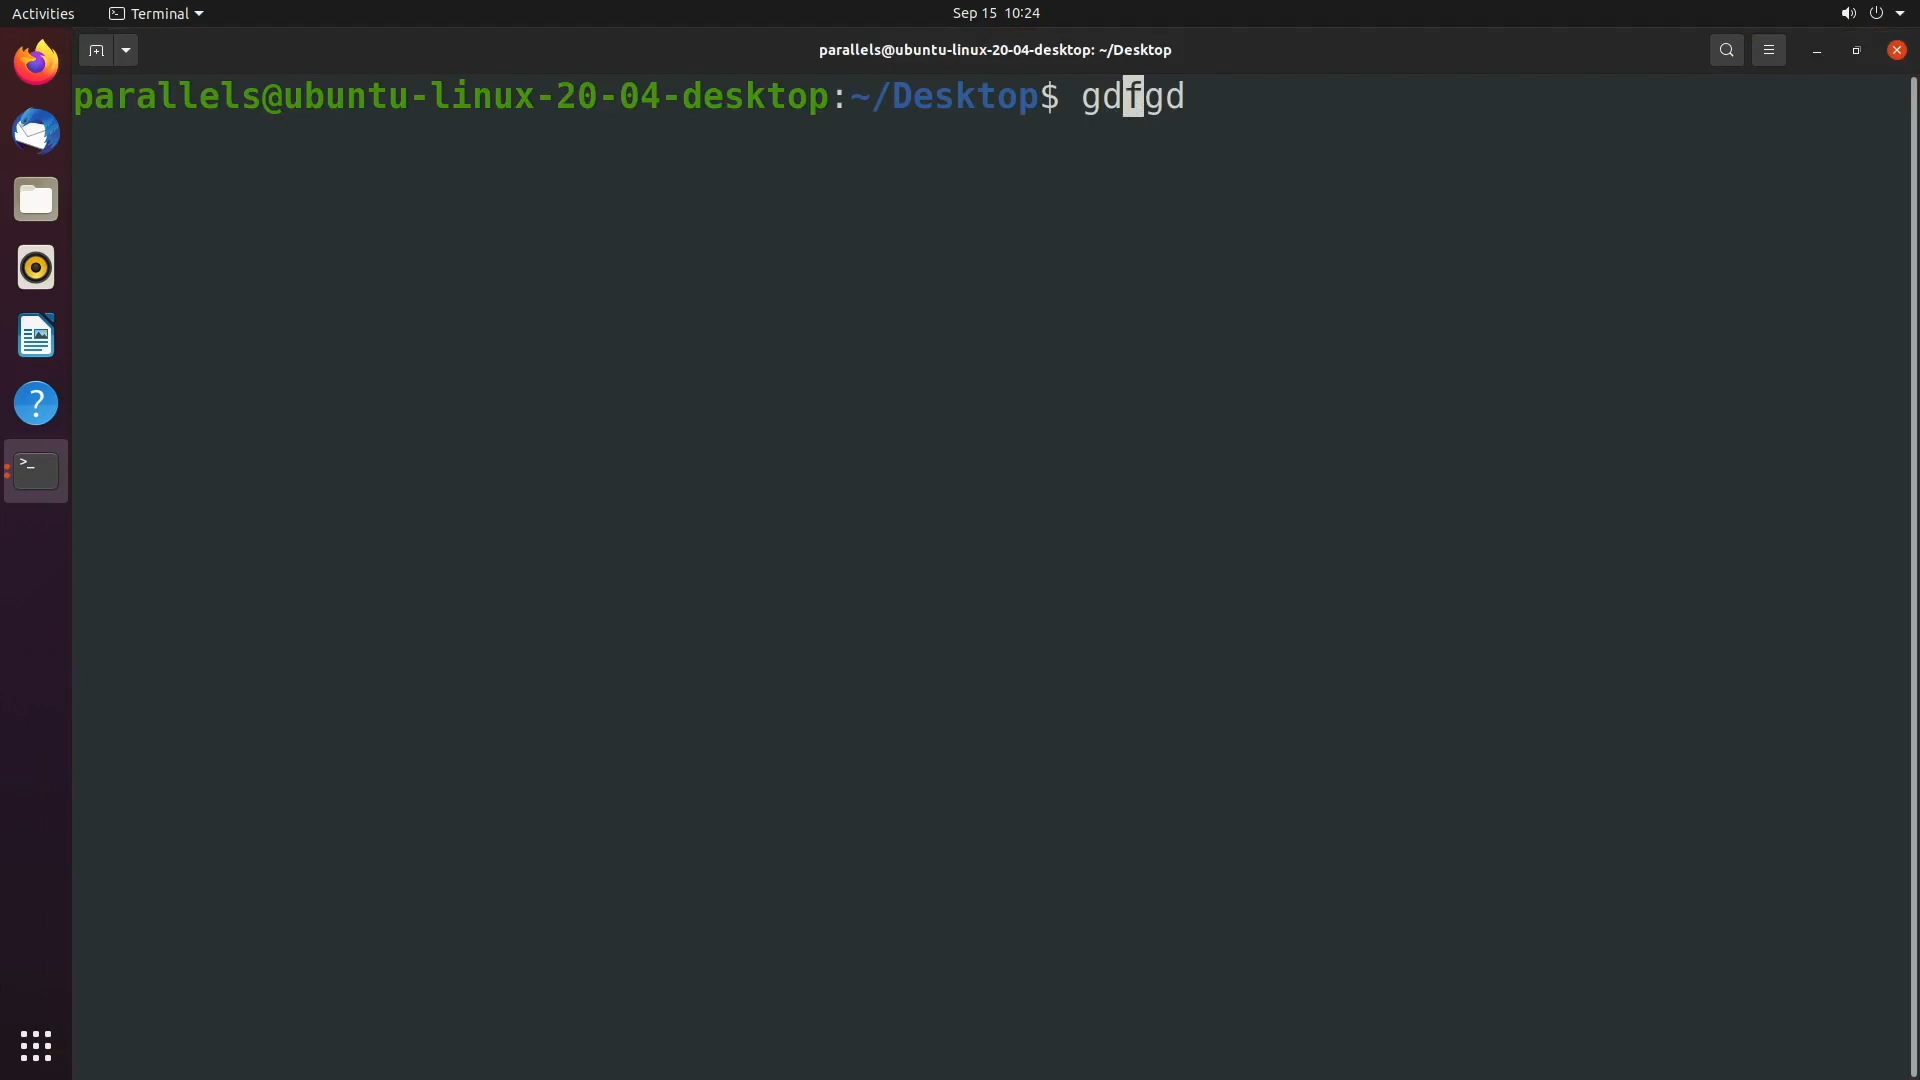 Activities Terminal Sep 15 10:24
parallels@ubuntu-linux-20-04-desktop: ~/Desktop
parallels@ubuntu-linux-20-04-desktop:~/Desktop$ gdfgd
?
>_